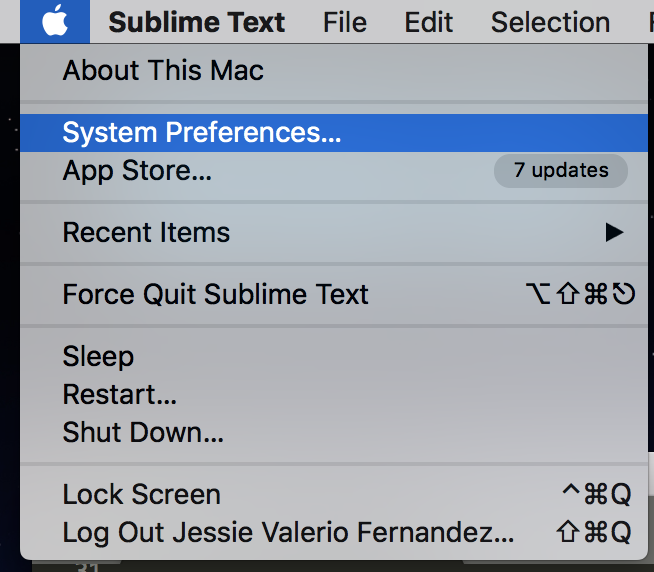 Sublime Text File Edit Selection
About This Mac
System Preferences...
App Store... 7 updates
Recent Items ▶
Force Quit Sublime Text ⌥⇧⌘⎋
Sleep
Restart...
Shut Down...
Lock Screen ^⌘Q
Log Out Jessie Valerio Fernandez... ⇧⌘Q
31